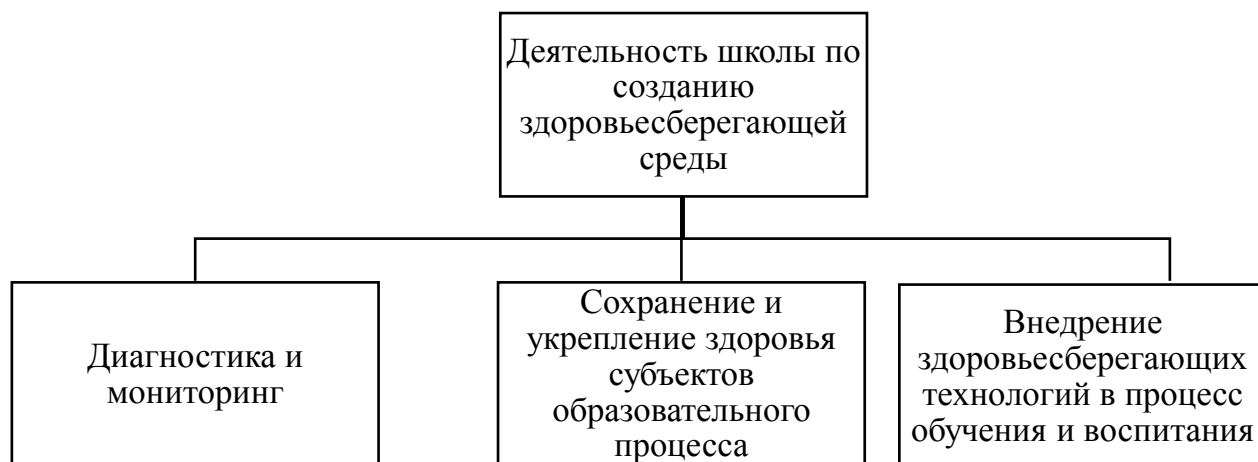 Деятельность школы по
созданию
здоровьесберегающей
среды
Диагностика и
мониторинг
Сохранение и
укрепление здоровья
субъектов
образовательного
процесса
Внедрение
здоровьесберегающих
технологий в процесс
обучения и воспитания